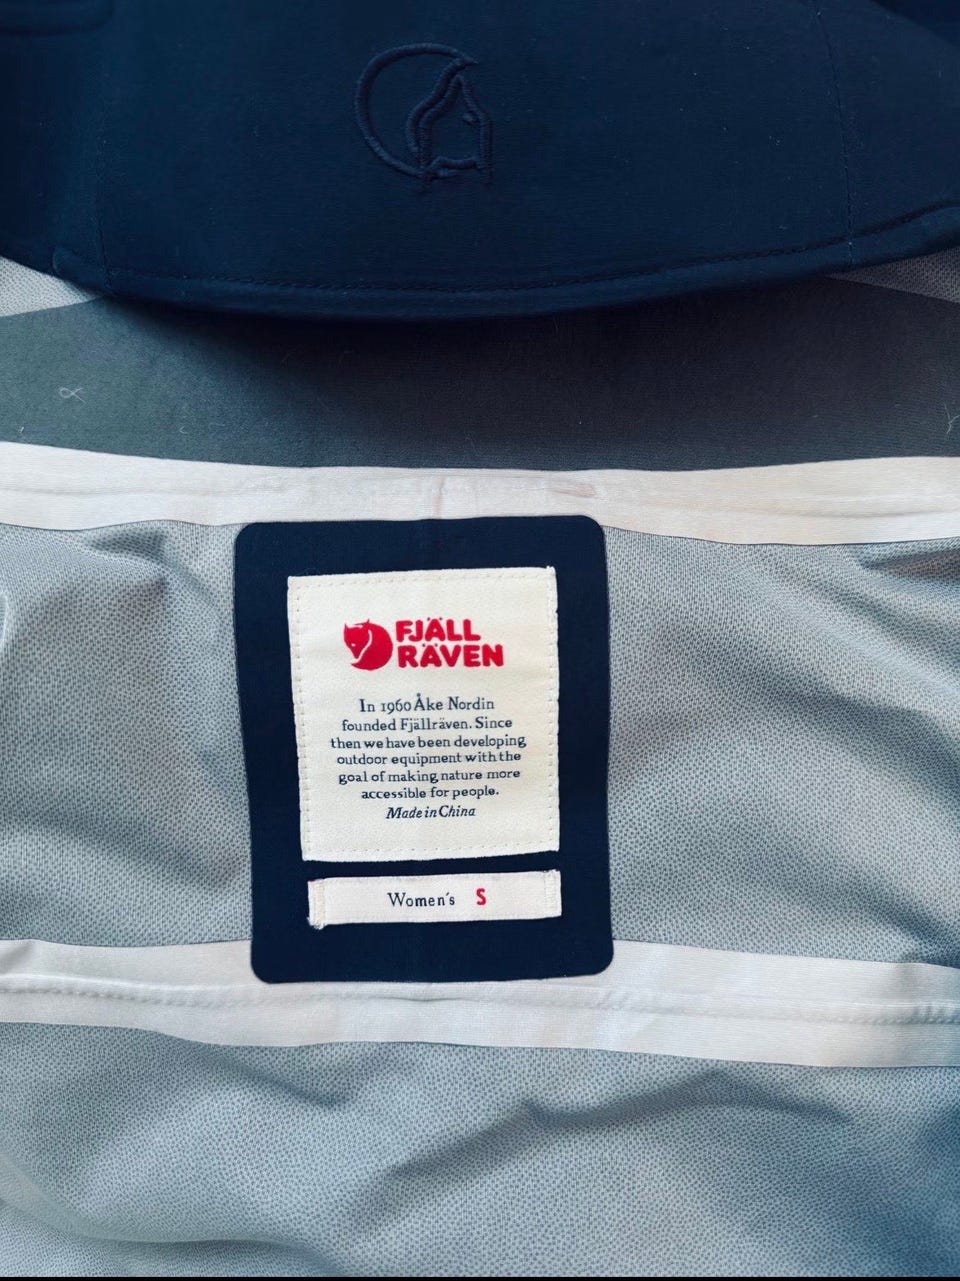 FJÄLL
RÄVEN
In 1960 Åke Nordin
founded Fjällräven. Since
then we have been developing
outdoor equipment with the
goal of making nature more
accessible for people.
Made in China
Women's S